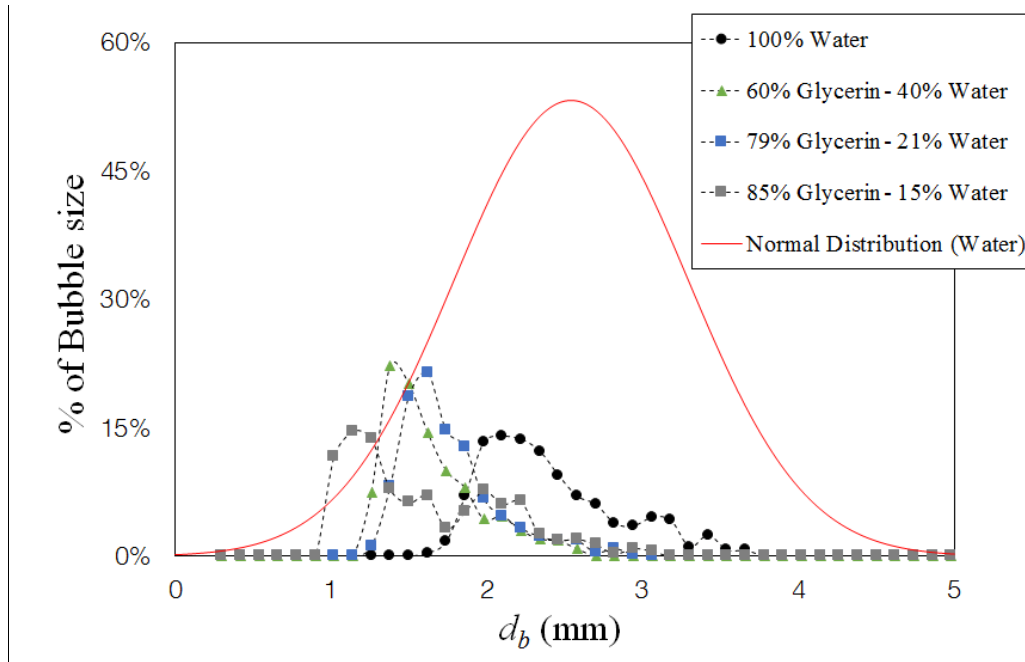 100% Water
60% Glycerin - 40% Water
79% Glycerin - 21% Water
85% Glycerin - 15% Water
Normal Distribution (Water)
% of Bubble size
60%
45%
30%
15%
0%
0 1 2 3 4 5
d_b (mm)